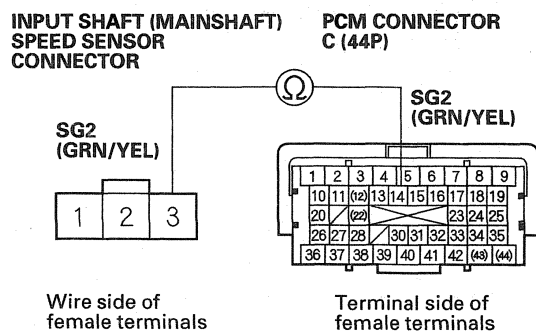 INPUT SHAFT (MAINSHAFT)
SPEED SENSOR
CONNECTOR
PCM CONNECTOR
C (44P)
Ω
SG2
(GRN/YEL)
SG2
(GRN/YEL)
1 2 3
1 2 3 4 5 6 7 8 9
10 11 (12) 13 14 15 16 17 18 19
20 (22) 23 24 25
26 27 28 30 31 32 33 34 35
36 37 38 39 40 41 42 (43) (44)
Wire side of
female terminals
Terminal side of
female terminals